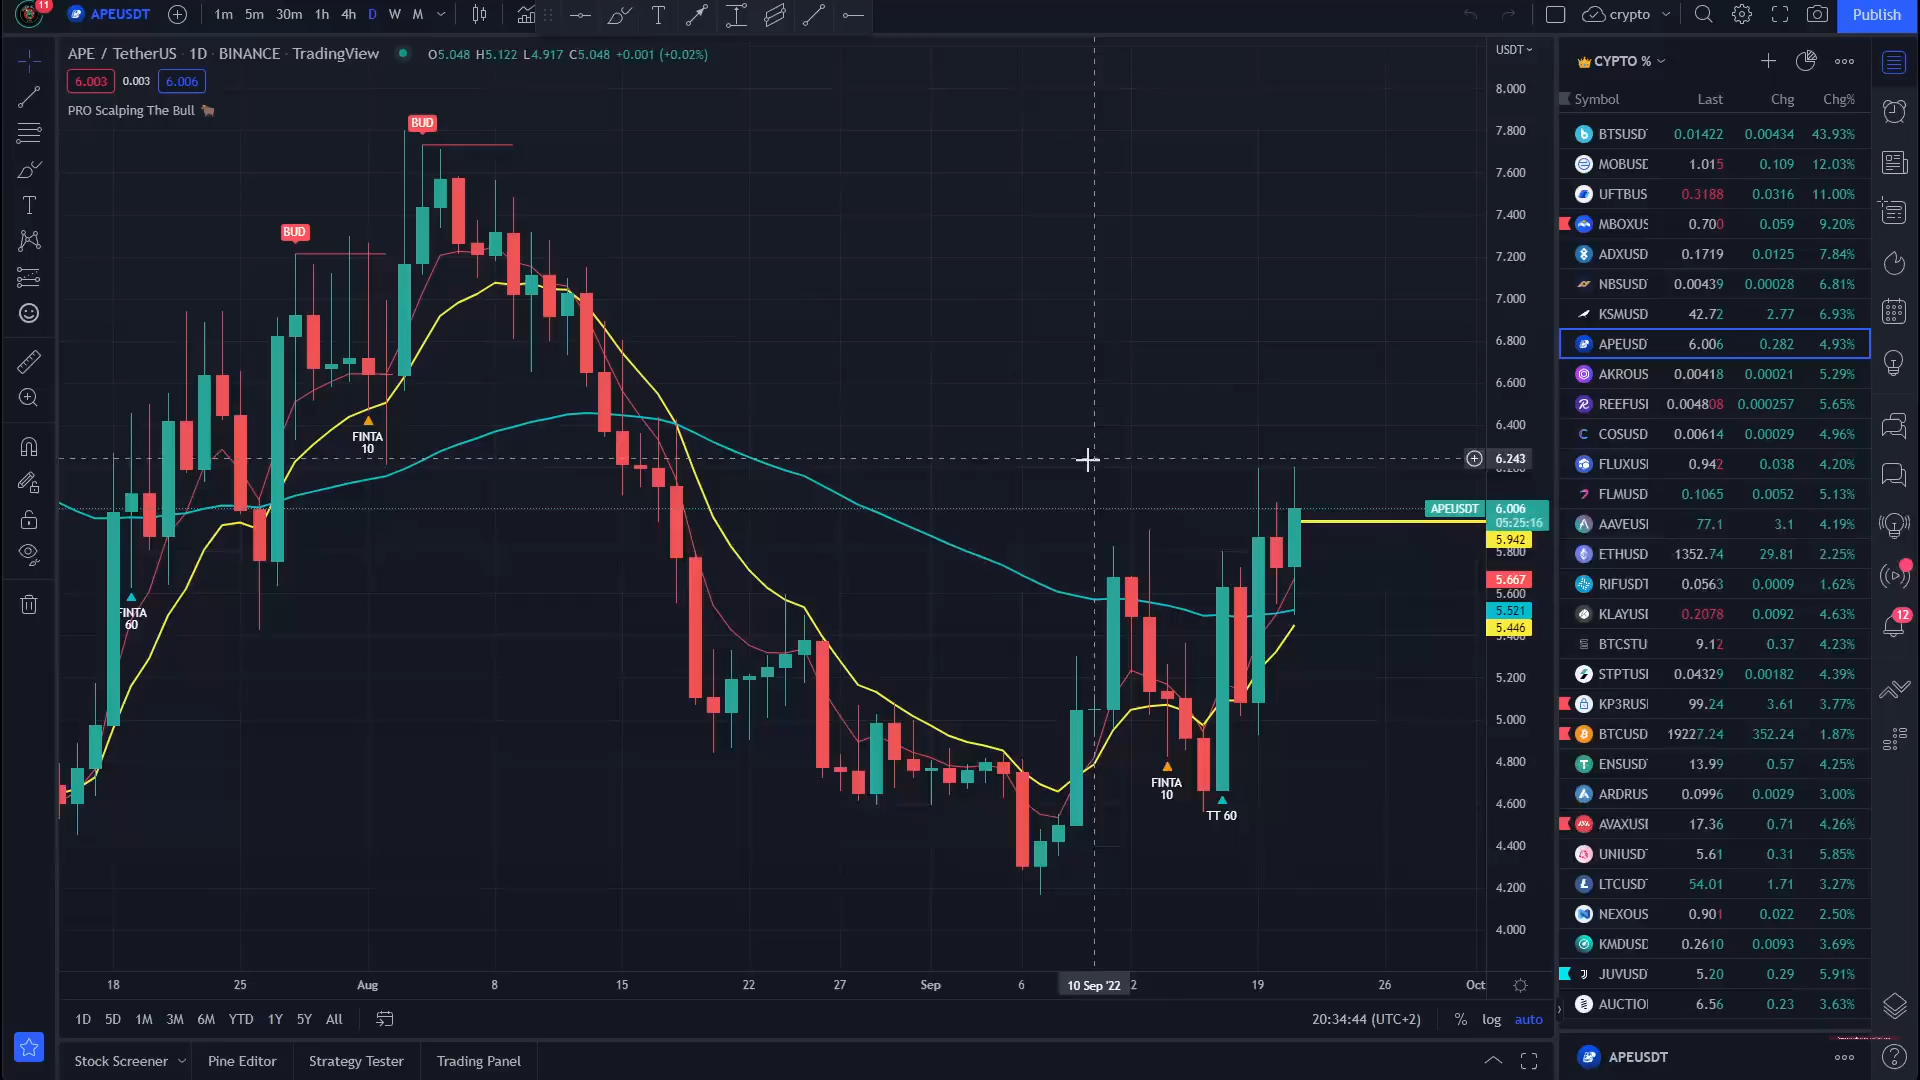 11 APEUSDT 1m 5m 30m 1h 4h D W M crypto Publish
APE / TetherUS · 1D · BINANCE · TradingView O5.048 H5.122 L4.917 C5.048 +0.001 (+0.02%)
6.003 0.003 6.006
PRO Scalping The Bull
BUD
BUD
FINTA
10
FINTA
60
FINTA
10
TT 60
USDT
8.000
7.800
7.600
7.400
7.200
7.000
6.800
6.600
6.400
6.243
APEUSDT 6.006
05:25:16
5.942
5.800
5.667
5.600
5.521
5.446
5.200
5.000
4.800
4.600
4.400
4.200
4.000
18 25 Aug 8 15 22 27 Sep 6 10 Sep '22 2 19 26 Oct
1D 5D 1M 3M 6M YTD 1Y 5Y All 20:34:44 (UTC+2) % log auto
Stock Screener Pine Editor Strategy Tester Trading Panel
CYPTO %
Symbol Last Chg Chg%
BTSUSD 0.01422 0.00434 43.93%
MOBUSD 1.015 0.109 12.03%
UFTBUS 0.3188 0.0316 11.00%
MBOXUS 0.700 0.059 9.20%
ADXUSD 0.1719 0.0125 7.84%
NBSUSD 0.00439 0.00028 6.81%
KSMUSD 42.72 2.77 6.93%
APEUSD 6.006 0.282 4.93%
AKROUS 0.00418 0.00021 5.29%
REEFUSI 0.004808 0.000257 5.65%
COSUSD 0.00614 0.00029 4.96%
FLUXUSI 0.942 0.038 4.20%
FLMUSD 0.1065 0.0052 5.13%
AAVEUSI 77.1 3.1 4.19%
ETHUSD 1352.74 29.81 2.25%
RIFUSDT 0.0563 0.0009 1.62%
KLAYUSI 0.2078 0.0092 4.63%
BTCSTU 9.12 0.37 4.23%
STPTUSI 0.04329 0.00182 4.39%
KP3RUSI 99.24 3.61 3.77%
BTCUSD 19227.24 352.24 1.87%
ENSUSD 13.99 0.57 4.25%
ARDRUS 0.0996 0.0029 3.00%
AVAXUSI 17.36 0.71 4.26%
UNIUSD 5.61 0.31 5.85%
LTCUSD 54.01 1.71 3.27%
NEXOUS 0.901 0.022 2.50%
KMDUSD 0.2610 0.0093 3.69%
JUVUSD 5.20 0.29 5.91%
AUCTIO 6.56 0.23 3.63%
APEUSDT
12